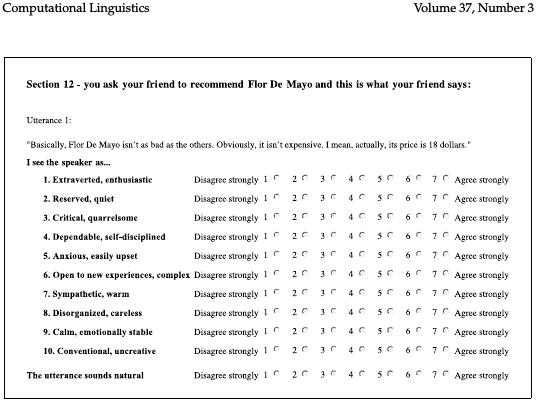 Computational Linguistics Volume 37, Number 3
Section 12 - you ask your friend to recommend Flor De Mayo and this is what your friend says:
Utterance 1:
"Basically, Flor De Mayo isn't as bad as the others. Obviously, it isn't expensive. I mean, actually, its price is 18 dollars."
I see the speaker as...
1. Extraverted, enthusiastic Disagree strongly 1 2 3 4 5 6 7 Agree strongly
2. Reserved, quiet Disagree strongly 1 2 3 4 5 6 7 Agree strongly
3. Critical, quarrelsome Disagree strongly 1 2 3 4 5 6 7 Agree strongly
4. Dependable, self-disciplined Disagree strongly 1 2 3 4 5 6 7 Agree strongly
5. Anxious, easily upset Disagree strongly 1 2 3 4 5 6 7 Agree strongly
6. Open to new experiences, complex Disagree strongly 1 2 3 4 5 6 7 Agree strongly
7. Sympathetic, warm Disagree strongly 1 2 3 4 5 6 7 Agree strongly
8. Disorganized, careless Disagree strongly 1 2 3 4 5 6 7 Agree strongly
9. Calm, emotionally stable Disagree strongly 1 2 3 4 5 6 7 Agree strongly
10. Conventional, uncreative Disagree strongly 1 2 3 4 5 6 7 Agree strongly
The utterance sounds natural Disagree strongly 1 2 3 4 5 6 7 Agree strongly